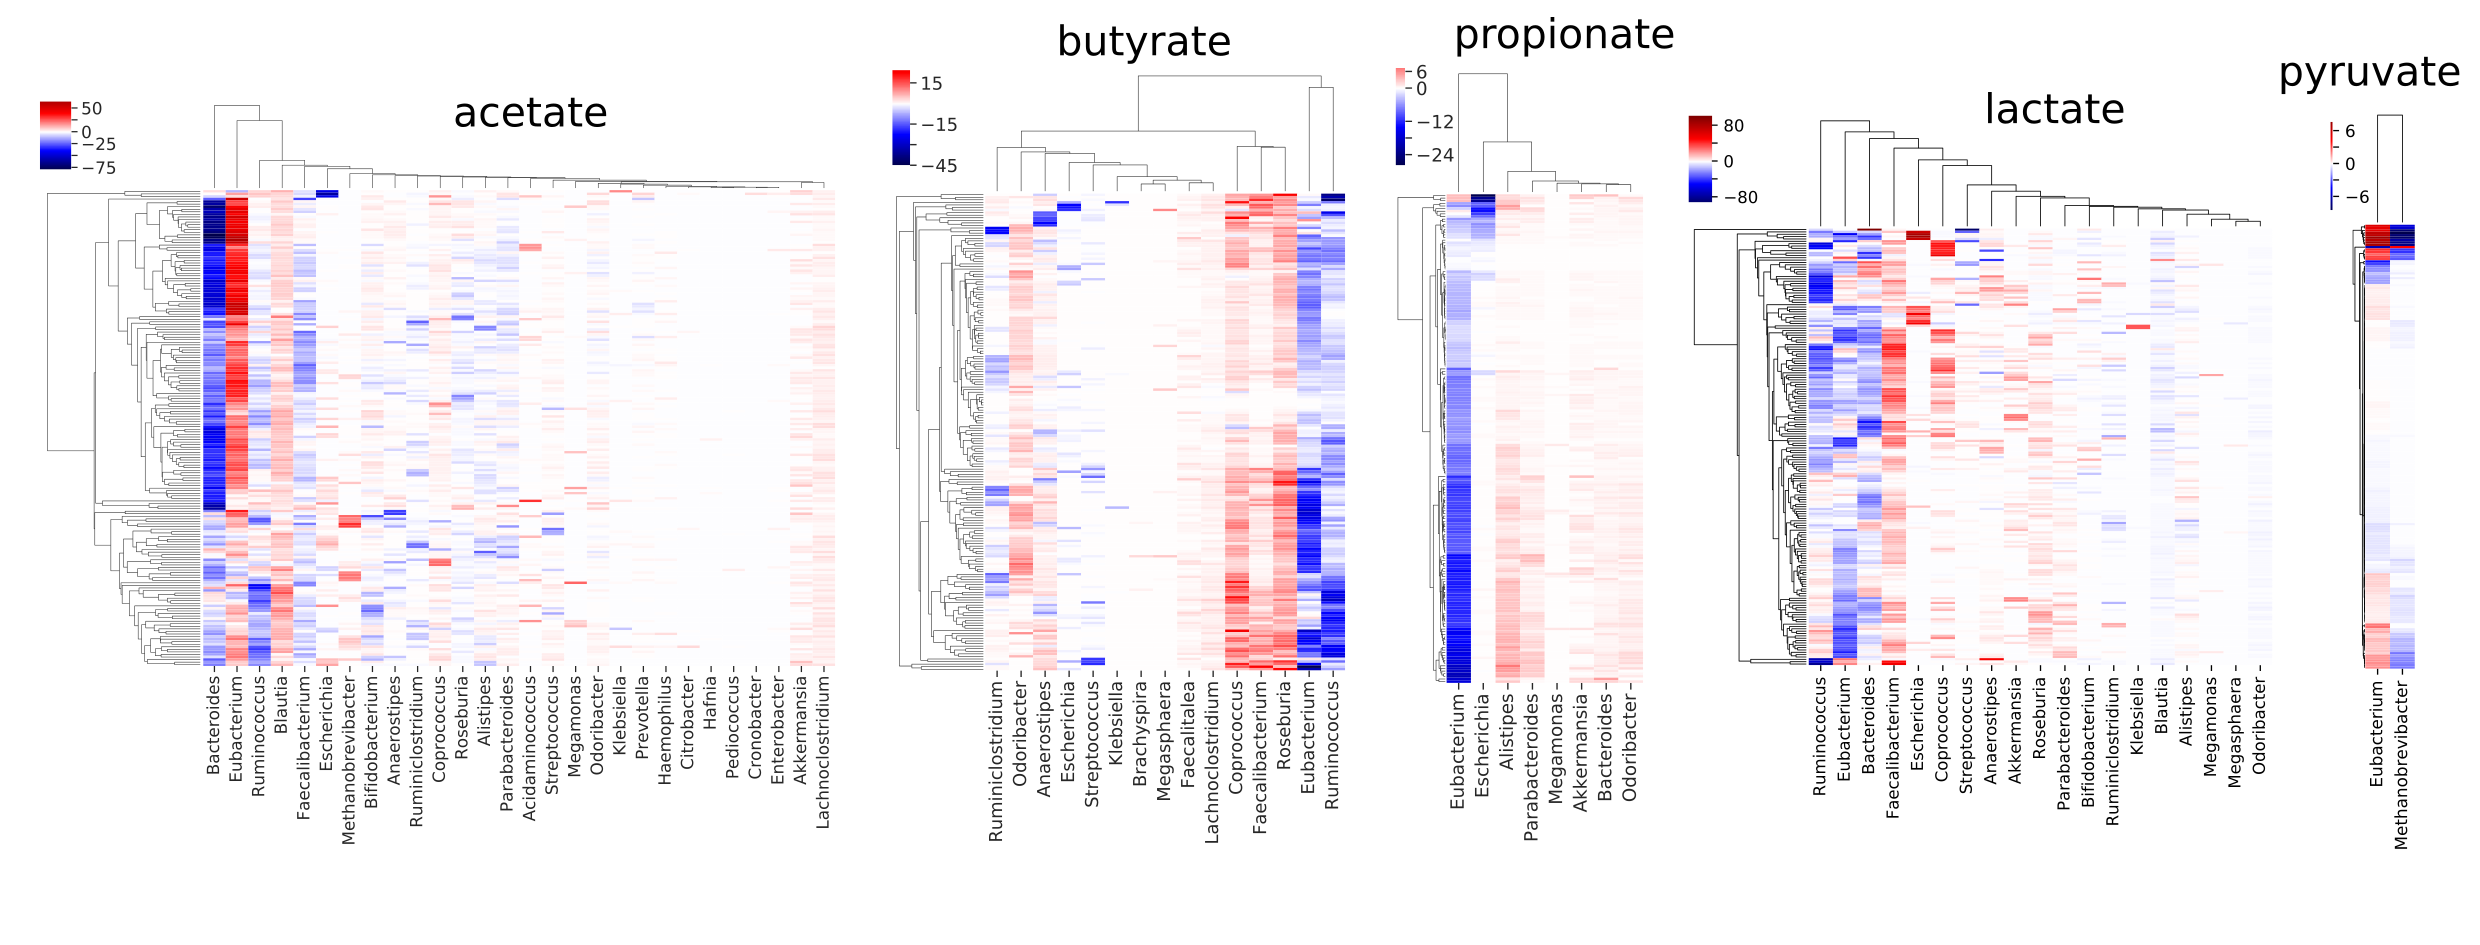 acetate
50
0
−25
−75
Bacteroides
Eubacterium
Ruminococcus
Blautia
Faecalibacterium
Escherichia
Methanobrevibacter
Bifidobacterium
Anaerostipes
Ruminiclostridium
Coprococcus
Roseburia
Alistipes
Parabacteroides
Acidaminococcus
Streptococcus
Megamonas
Odoribacter
Klebsiella
Prevotella
Haemophilus
Citrobacter
Hafnia
Pediococcus
Cronobacter
Enterobacter
Akkermansia
Lachnoclostridium
butyrate
15
−15
−45
Ruminiclostridium
Odoribacter
Anaerostipes
Escherichia
Streptococcus
Klebsiella
Brachyspira
Megasphaera
Faecalitalea
Lachnoclostridium
Coprococcus
Faecalibacterium
Roseburia
Eubacterium
Ruminococcus
propionate
6
0
−12
−24
Eubacterium
Escherichia
Alistipes
Parabacteroides
Megamonas
Akkermansia
Bacteroides
Odoribacter
lactate
80
0
−80
Ruminococcus
Eubacterium
Bacteroides
Faecalibacterium
Escherichia
Coprococcus
Streptococcus
Anaerostipes
Akkermansia
Roseburia
Parabacteroides
Bifidobacterium
Ruminiclostridium
Klebsiella
Blautia
Alistipes
Megamonas
Megasphaera
Odoribacter
pyruvate
6
0
−6
Eubacterium
Methanobrevibacter